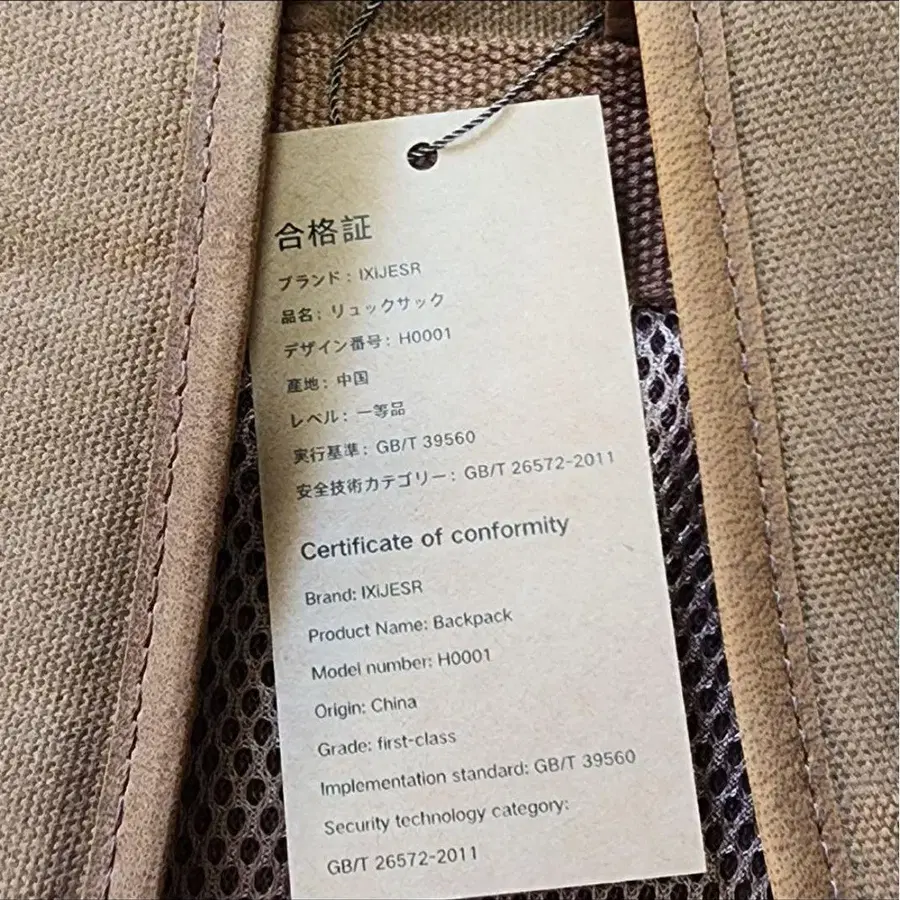 合格証
ブランド: IXIJESR
品名: リュックサック
デザイン番号: H0001
産地: 中国
レベル: 一等品
実行基準: GB/T 39560
安全技術カテゴリー: GB/T 26572-2011
Certificate of conformity
Brand: IXIJESR
Product Name: Backpack
Model number: H0001
Origin: China
Grade: first-class
Implementation standard: GB/T 39560
Security technology category:
GB/T 26572-2011